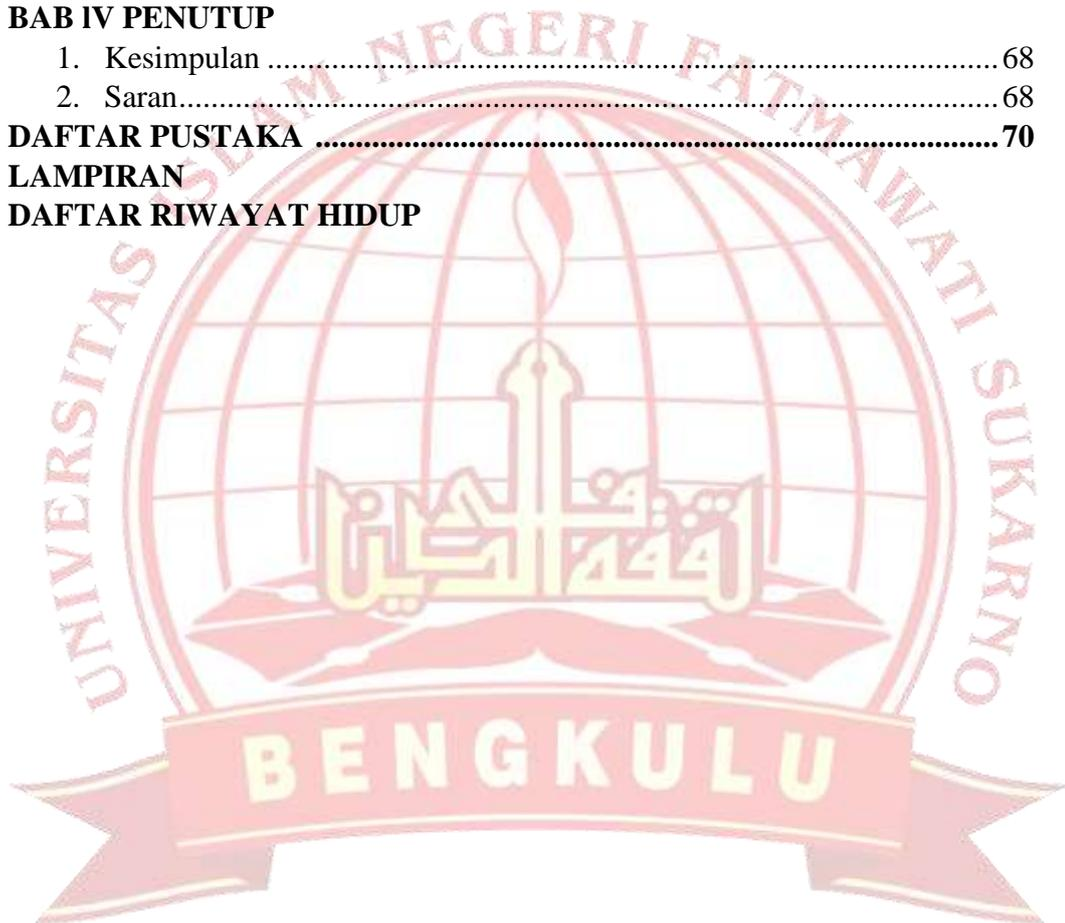 BAB lV PENUTUP
1. Kesimpulan ........................................................................................ 68
2. Saran................................................................................................... 68
DAFTAR PUSTAKA .................................................................................... 70
LAMPIRAN
DAFTAR RIWAYAT HIDUP
UNIVERSITAS ISLAM NEGERI FATMAWATI SUKARNO
BENGKULU